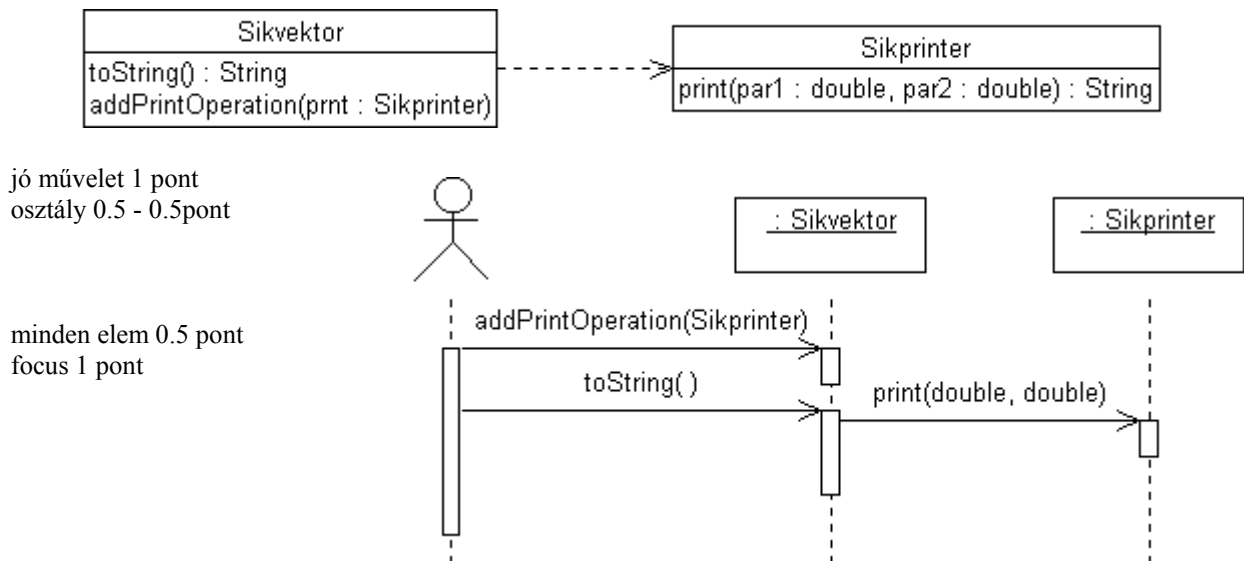 Sikvektor
toString() : String
addPrintOperation(prnt : Sikprinter)
Sikprinter
print(par1 : double, par2 : double) : String
jó művelet 1 pont
osztály 0.5 - 0.5pont
: Sikvektor
: Sikprinter
minden elem 0.5 pont
focus 1 pont
addPrintOperation(Sikprinter)
toString( )
print(double, double)